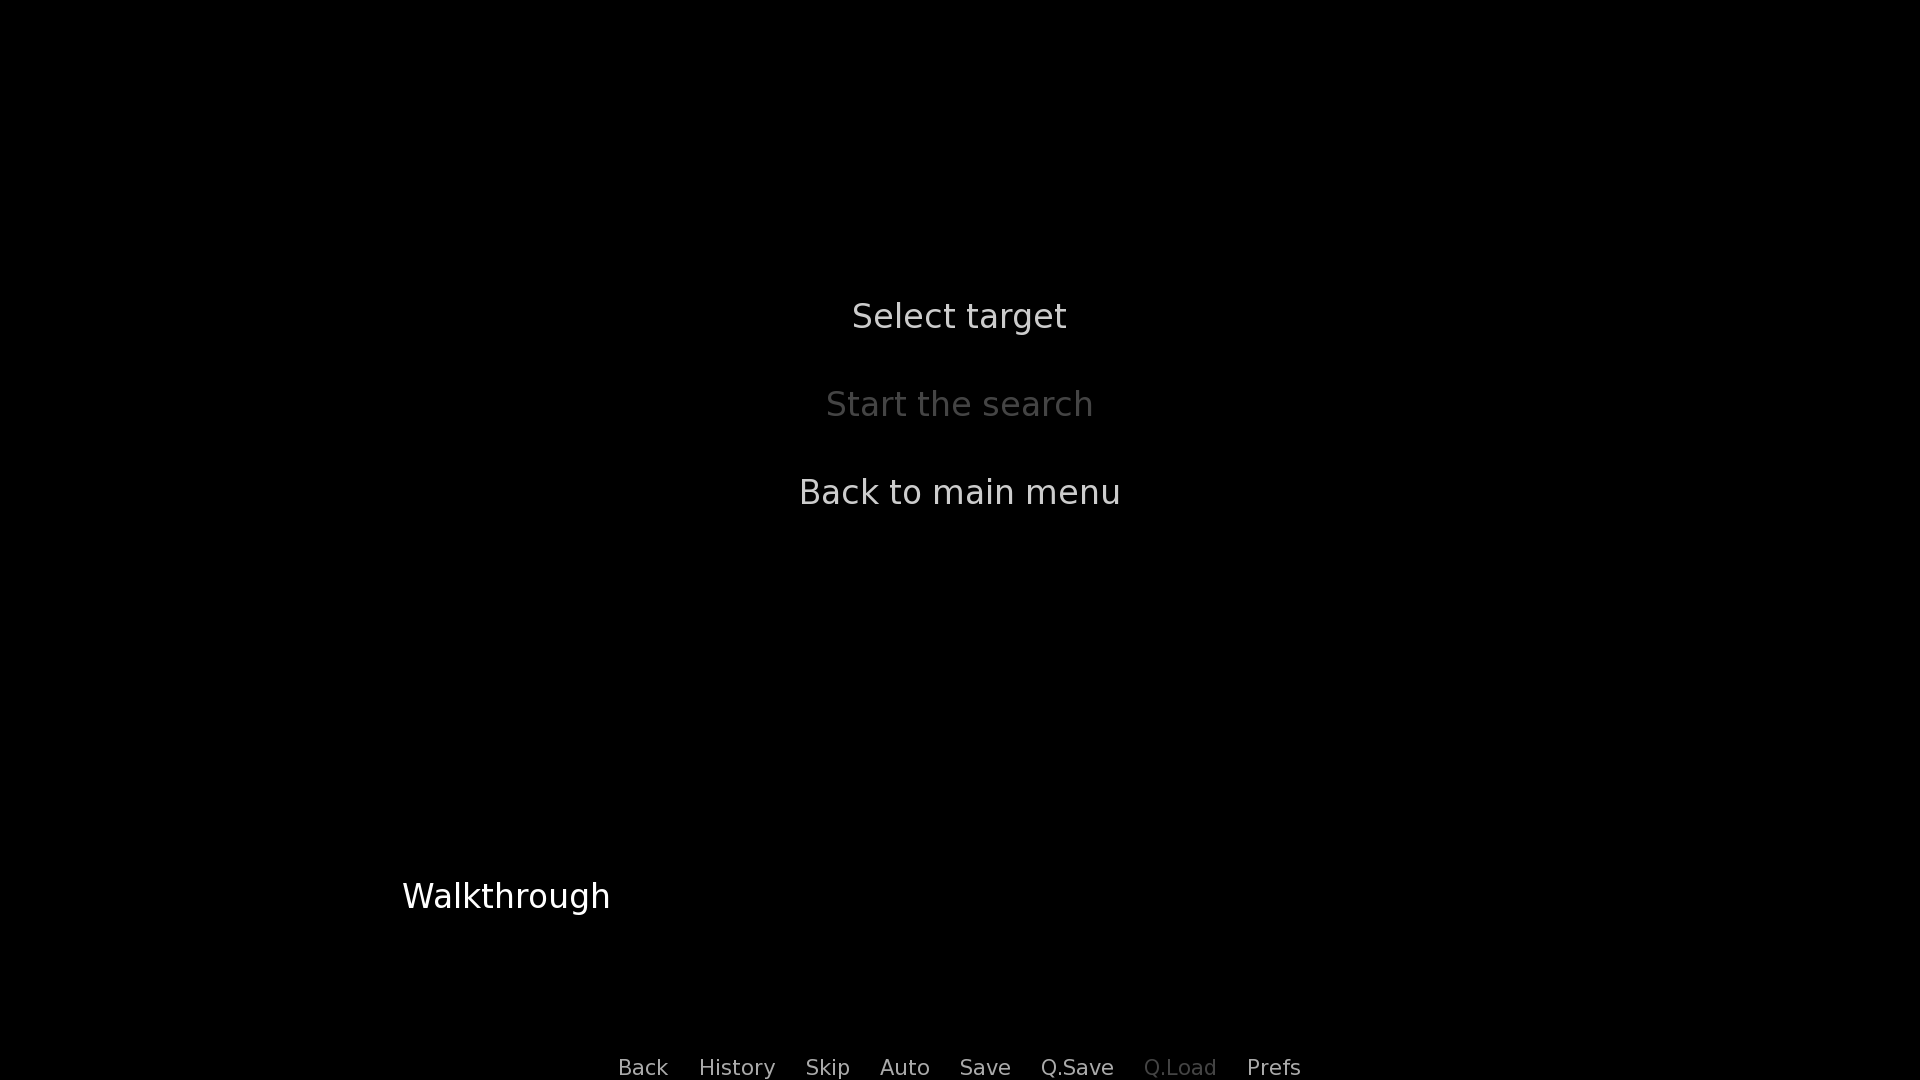 Select target
Start the search
Back to main menu
Walkthrough
Back History Skip Auto Save Q.Save Q.Load Prefs